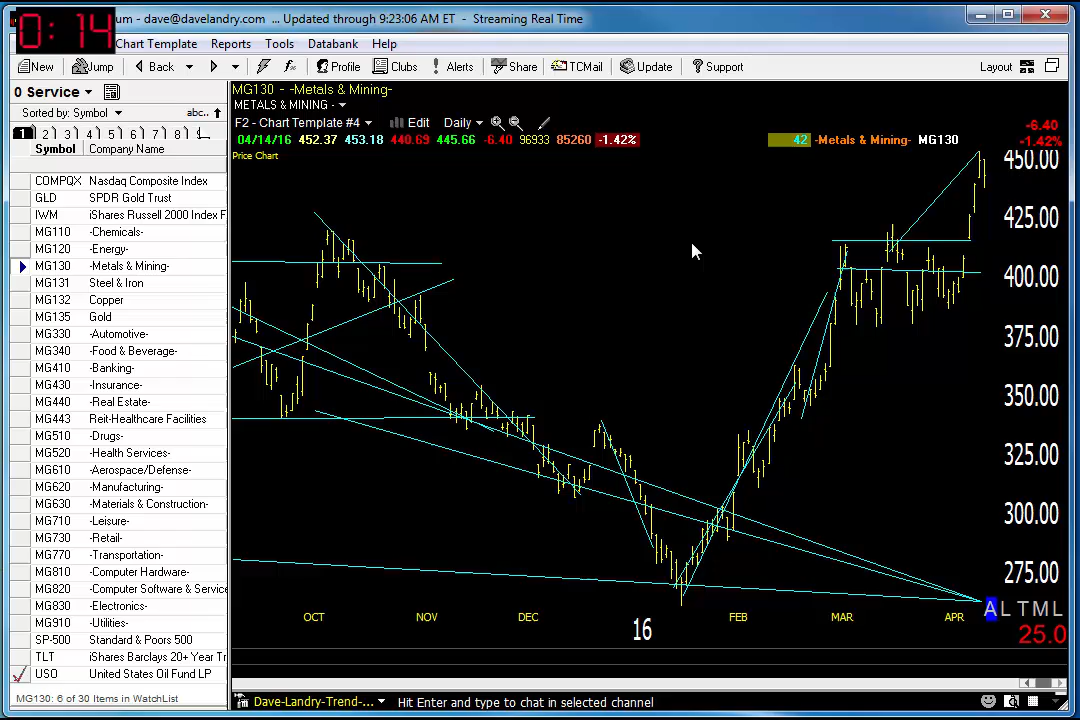 0:14
um - dave@davelandry.com ... Updated through 9:23:06 AM ET - Streaming Real Time
Chart Template Reports Tools Databank Help
New Jump Back Profile Clubs Alerts Share TCMail Update Support Layout
0 Service
Sorted by: Symbol abc..
1 2 3 4 5 6 7 8
Symbol Company Name
COMPQX Nasdaq Composite Index
GLD SPDR Gold Trust
IWM iShares Russell 2000 Index F
MG110 -Chemicals-
MG120 -Energy-
MG130 -Metals & Mining-
MG131 Steel & Iron
MG132 Copper
MG135 Gold
MG330 -Automotive-
MG340 -Food & Beverage-
MG410 -Banking-
MG430 -Insurance-
MG440 -Real Estate-
MG443 Reit-Healthcare Facilities
MG510 -Drugs-
MG520 -Health Services-
MG610 -Aerospace/Defense-
MG620 -Manufacturing-
MG630 -Materials & Construction-
MG710 -Leisure-
MG730 -Retail-
MG770 -Transportation-
MG810 -Computer Hardware-
MG820 -Computer Software & Service
MG830 -Electronics-
MG910 -Utilities-
SP-500 Standard & Poors 500
TLT iShares Barclays 20+ Year Tr
USO United States Oil Fund LP
MG130: 6 of 30 Items in WatchList
MG130 - -Metals & Mining-
METALS & MINING -
F2 - Chart Template #4 Edit Daily
04/14/16 452.37 453.18 440.69 445.66 -6.40 96933 85260 -1.42%
42 -Metals & Mining- MG130
-6.40
-1.42%
Price Chart
450.00
425.00
400.00
375.00
350.00
325.00
300.00
275.00
OCT NOV DEC 16 FEB MAR APR
A L T M L
25.0
Dave-Landry-Trend-... Hit Enter and type to chat in selected channel